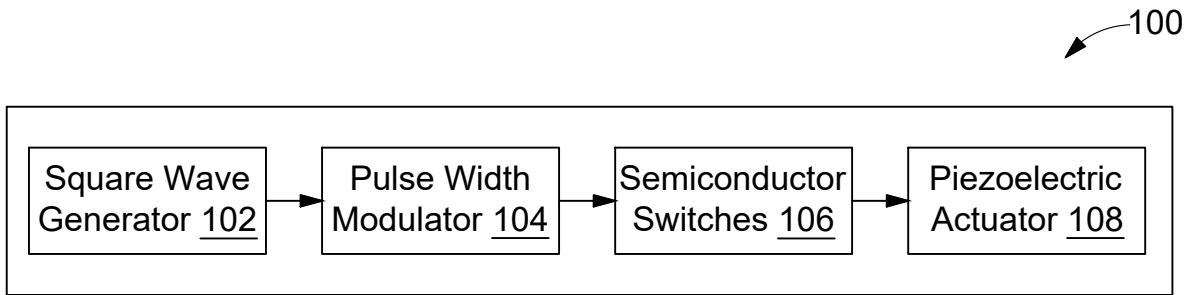 100
Square Wave
Generator 102
Pulse Width
Modulator 104
Semiconductor
Switches 106
Piezoelectric
Actuator 108